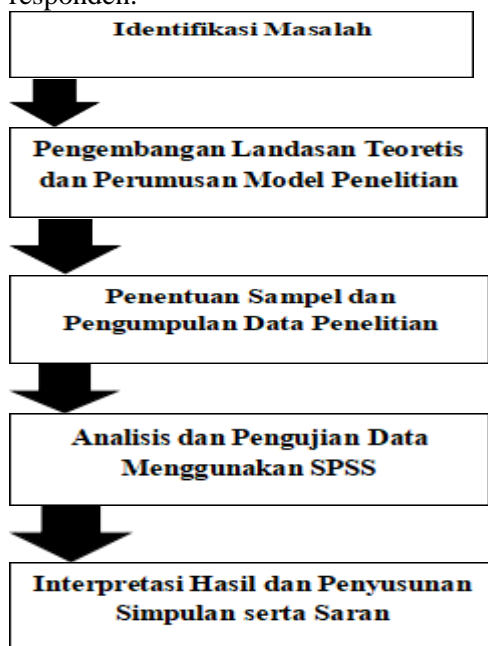 responden.
Identifikasi Masalah
Pengembangan Landasan Teoretis
dan Perumusan Model Penelitian
Penentuan Sampel dan
Pengumpulan Data Penelitian
Analisis dan Pengujian Data
Menggunakan SPSS
Interpretasi Hasil dan Penyusunan
Simpulan serta Saran